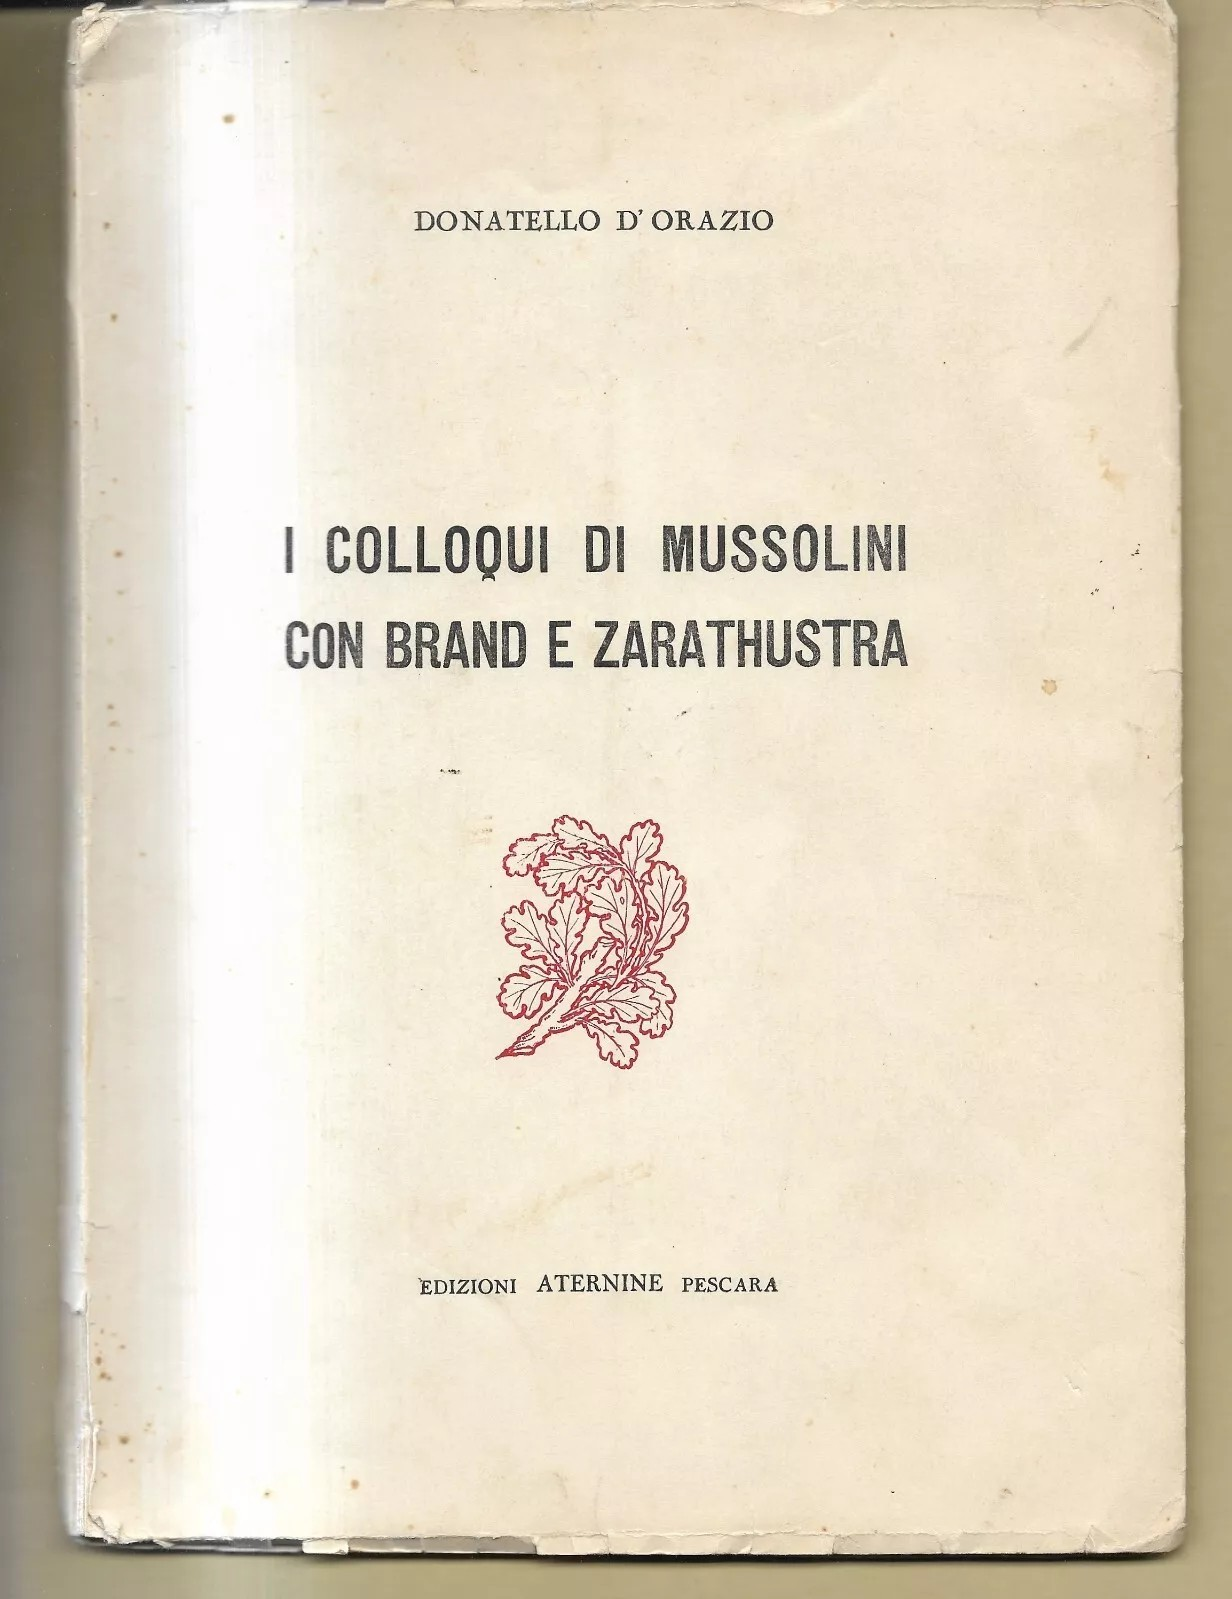 DONATELLO D'ORAZIO
I COLLOQUI DI MUSSOLINI
CON BRAND E ZARATHUSTRA
EDIZIONI ATERNINE PESCARA